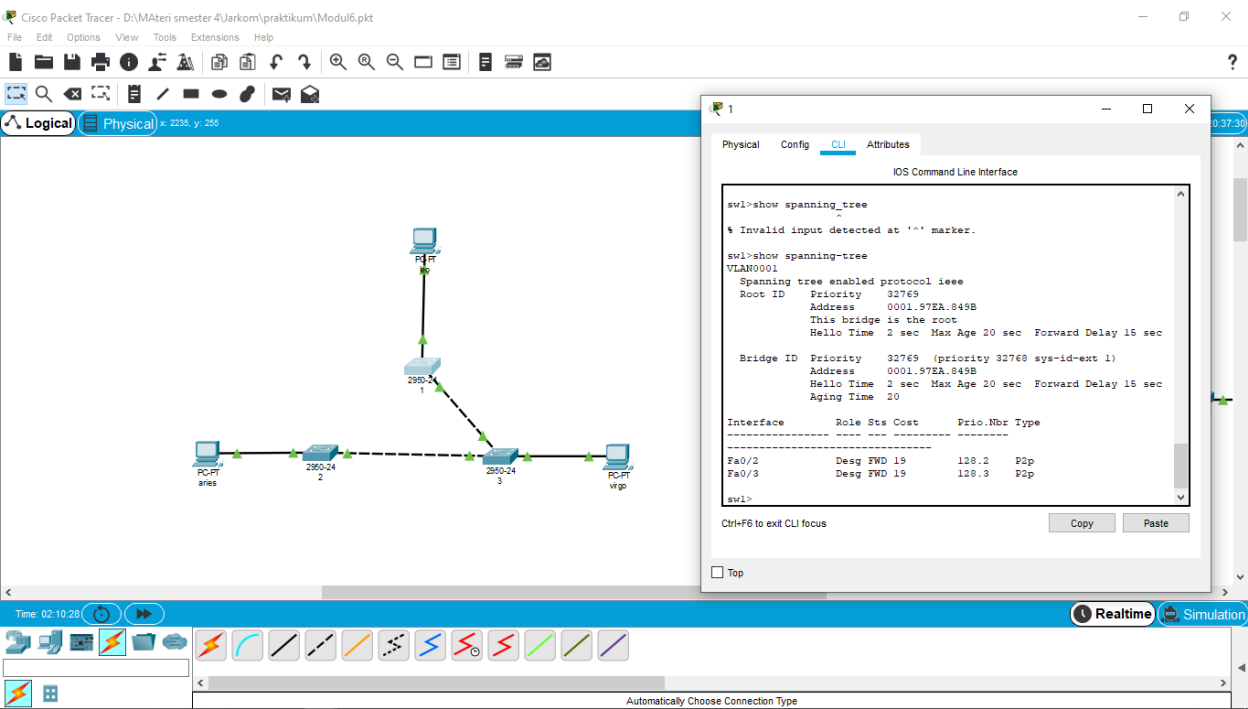 Cisco Packet Tracer - D:\MAteri smester 4\Jarkom\praktikum\Modul6.pkt
File Edit Options View Tools Extensions Help
Logical
Physical
x: 2235, y: 255
0:37:30
PC-PT
2950-24
1
PC-PT
aries
2950-24
2
2950-24
3
PC-PT
virgo
1
Physical Config CLI Attributes
IOS Command Line Interface
sw1>show spanning_tree
^
% Invalid input detected at '^' marker.
sw1>show spanning-tree
VLAN0001
Spanning tree enabled protocol ieee
Root ID Priority 32769
Address 0001.97EA.849B
This bridge is the root
Hello Time 2 sec Max Age 20 sec Forward Delay 15 sec
Bridge ID Priority 32769 (priority 32768 sys-id-ext 1)
Address 0001.97EA.849B
Hello Time 2 sec Max Age 20 sec Forward Delay 15 sec
Aging Time 20
Interface Role Sts Cost Prio.Nbr Type
---------------- ---- --- --------- --------
--------------------------------
Fa0/2 Desg FWD 19 128.2 P2p
Fa0/3 Desg FWD 19 128.3 P2p
sw1>
Ctrl+F6 to exit CLI focus
Copy
Paste
Top
Time: 02:10:28
Realtime
Simulation
Automatically Choose Connection Type